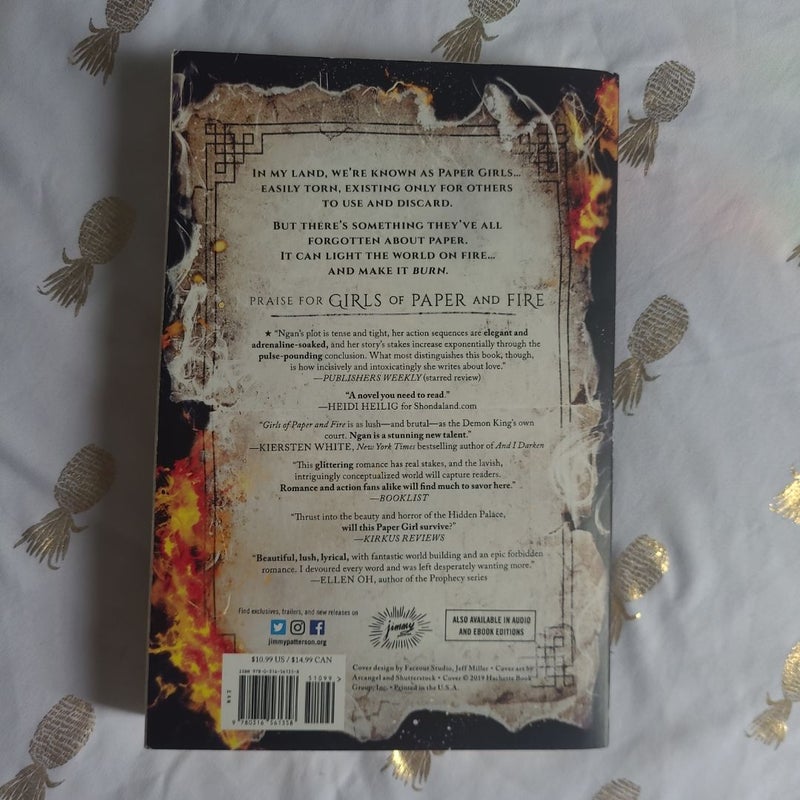 IN MY LAND, WE'RE KNOWN AS PAPER GIRLS...
EASILY TORN, EXISTING ONLY FOR OTHERS
TO USE AND DISCARD.
BUT THERE'S SOMETHING THEY'VE ALL
FORGOTTEN ABOUT PAPER.
IT CAN LIGHT THE WORLD ON FIRE...
AND MAKE IT BURN.
PRAISE FOR GIRLS OF PAPER AND FIRE
★ "Ngan's plot is tense and tight, her action sequences are elegant and
adrenaline-soaked, and her story's stakes increase exponentially through the
pulse-pounding conclusion. What most distinguishes this book, though,
is how incisively and intoxicatingly she writes about love."
—PUBLISHERS WEEKLY (starred review)
"A novel you need to read."
—HEIDI HEILIG for Shondaland.com
"Girls of Paper and Fire is as lush—and brutal—as the Demon King's own
court. Ngan is a stunning new talent."
—KIERSTEN WHITE, New York Times bestselling author of And I Darken
"This glittering romance has real stakes, and the lavish,
intriguingly conceptualized world will capture readers.
Romance and action fans alike will find much to savor here."
—BOOKLIST
"Thrust into the beauty and horror of the Hidden Palace,
will this Paper Girl survive?"
—KIRKUS REVIEWS
"Beautiful, lush, lyrical, with fantastic world building and an epic forbidden
romance. I devoured every word and was left desperately wanting more."
—ELLEN OH, author of the Prophecy series
Find exclusives, trailers, and new releases on
jimmypatterson.org
jimmy
ALSO AVAILABLE IN AUDIO
AND EBOOK EDITIONS
$10.99 US / $14.99 CAN
ISBN 978-0-316-56135-8
51099 >
EAN
9 780316 561358
Cover design by Faceout Studio, Jeff Miller • Cover art by
Arcangel and Shutterstock • Cover © 2019 Hachette Book
Group, Inc. • Printed in the U.S.A.